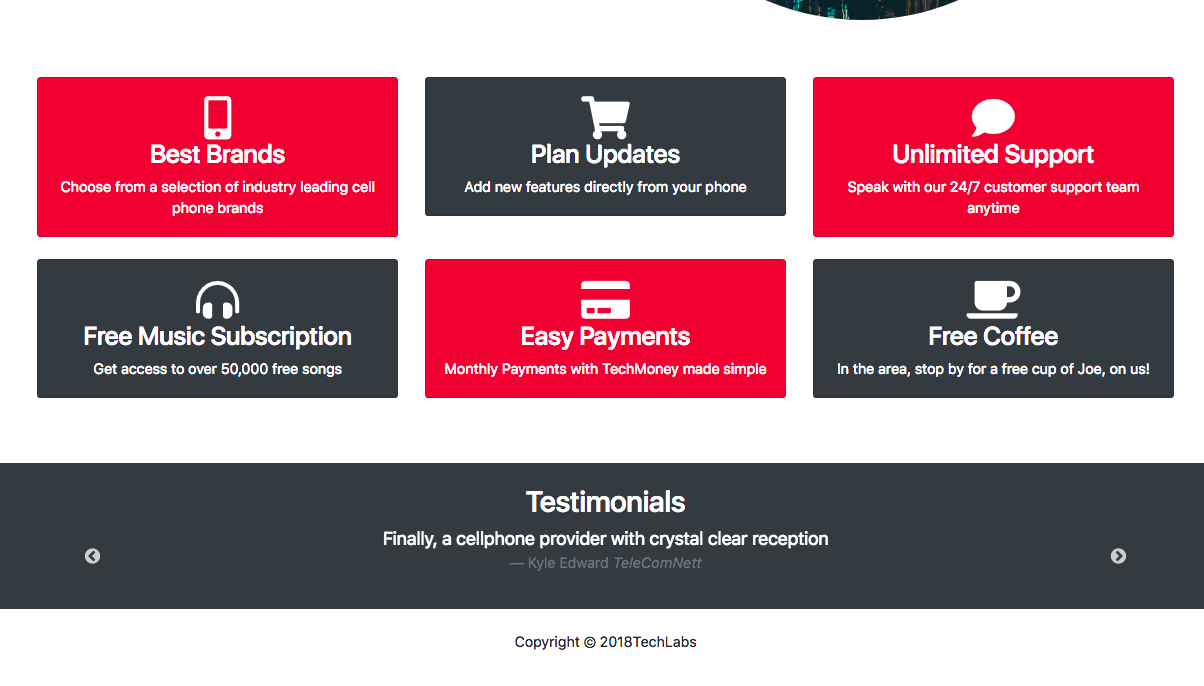 Best Brands
Choose from a selection of industry leading cell
phone brands
Plan Updates
Add new features directly from your phone
Unlimited Support
Speak with our 24/7 customer support team
anytime
Free Music Subscription
Get access to over 50,000 free songs
Easy Payments
Monthly Payments with TechMoney made simple
Free Coffee
In the area, stop by for a free cup of Joe, on us!
Testimonials
Finally, a cellphone provider with crystal clear reception
— Kyle Edward TeleComNett
Copyright © 2018TechLabs